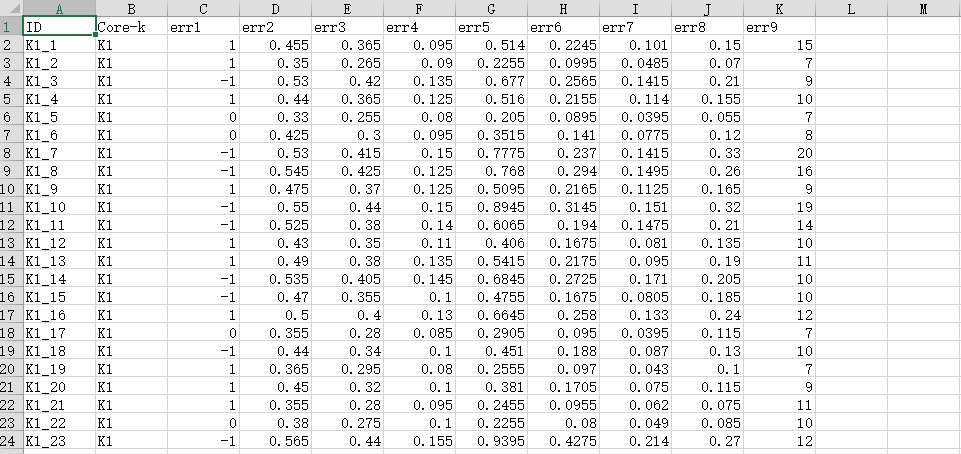 A B C D E F G H I J K L M
1 ID Core-k err1 err2 err3 err4 err5 err6 err7 err8 err9
2 K1_1 K1 1 0.455 0.365 0.095 0.514 0.2245 0.101 0.15 15
3 K1_2 K1 1 0.35 0.265 0.09 0.2255 0.0995 0.0485 0.07 7
4 K1_3 K1 -1 0.53 0.42 0.135 0.677 0.2565 0.1415 0.21 9
5 K1_4 K1 1 0.44 0.365 0.125 0.516 0.2155 0.114 0.155 10
6 K1_5 K1 0 0.33 0.255 0.08 0.205 0.0895 0.0395 0.055 7
7 K1_6 K1 0 0.425 0.3 0.095 0.3515 0.141 0.0775 0.12 8
8 K1_7 K1 -1 0.53 0.415 0.15 0.7775 0.237 0.1415 0.33 20
9 K1_8 K1 -1 0.545 0.425 0.125 0.768 0.294 0.1495 0.26 16
10 K1_9 K1 1 0.475 0.37 0.125 0.5095 0.2165 0.1125 0.165 9
11 K1_10 K1 -1 0.55 0.44 0.15 0.8945 0.3145 0.151 0.32 19
12 K1_11 K1 -1 0.525 0.38 0.14 0.6065 0.194 0.1475 0.21 14
13 K1_12 K1 1 0.43 0.35 0.11 0.406 0.1675 0.081 0.135 10
14 K1_13 K1 1 0.49 0.38 0.135 0.5415 0.2175 0.095 0.19 11
15 K1_14 K1 -1 0.535 0.405 0.145 0.6845 0.2725 0.171 0.205 10
16 K1_15 K1 -1 0.47 0.355 0.1 0.4755 0.1675 0.0805 0.185 10
17 K1_16 K1 1 0.5 0.4 0.13 0.6645 0.258 0.133 0.24 12
18 K1_17 K1 0 0.355 0.28 0.085 0.2905 0.095 0.0395 0.115 7
19 K1_18 K1 -1 0.44 0.34 0.1 0.451 0.188 0.087 0.13 10
20 K1_19 K1 1 0.365 0.295 0.08 0.2555 0.097 0.043 0.1 7
21 K1_20 K1 1 0.45 0.32 0.1 0.381 0.1705 0.075 0.115 9
22 K1_21 K1 1 0.355 0.28 0.095 0.2455 0.0955 0.062 0.075 11
23 K1_22 K1 0 0.38 0.275 0.1 0.2255 0.08 0.049 0.085 10
24 K1_23 K1 -1 0.565 0.44 0.155 0.9395 0.4275 0.214 0.27 12